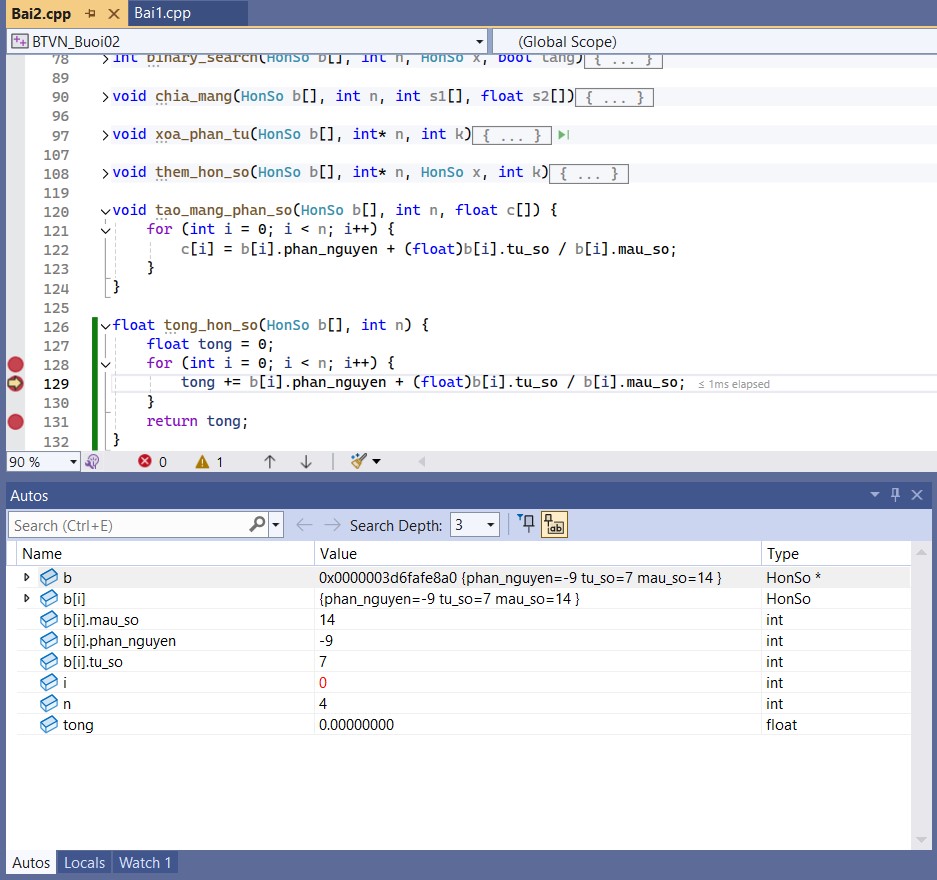 Bai2.cpp Bai1.cpp
BTVN_Buoi02 (Global Scope)
78 int binary_search(HonSo b[], int n, HonSo x, bool tang) { ... }
89
90 void chia_mang(HonSo b[], int n, int s1[], float s2[]) { ... }
96
97 void xoa_phan_tu(HonSo b[], int* n, int k) { ... }
107
108 void them_hon_so(HonSo b[], int* n, HonSo x, int k) { ... }
119
120 void tao_mang_phan_so(HonSo b[], int n, float c[]) {
121 for (int i = 0; i < n; i++) {
122 c[i] = b[i].phan_nguyen + (float)b[i].tu_so / b[i].mau_so;
123 }
124 }
125
126 float tong_hon_so(HonSo b[], int n) {
127 float tong = 0;
128 for (int i = 0; i < n; i++) {
129 tong += b[i].phan_nguyen + (float)b[i].tu_so / b[i].mau_so; ≤ 1ms elapsed
130 }
131 return tong;
132 }
90 % 0 1
Autos
Search (Ctrl+E) Search Depth: 3
Name Value Type
b 0x0000003d6fafe8a0 {phan_nguyen=-9 tu_so=7 mau_so=14 } HonSo *
b[i] {phan_nguyen=-9 tu_so=7 mau_so=14 } HonSo
b[i].mau_so 14 int
b[i].phan_nguyen -9 int
b[i].tu_so 7 int
i 0 int
n 4 int
tong 0.00000000 float
Autos Locals Watch 1